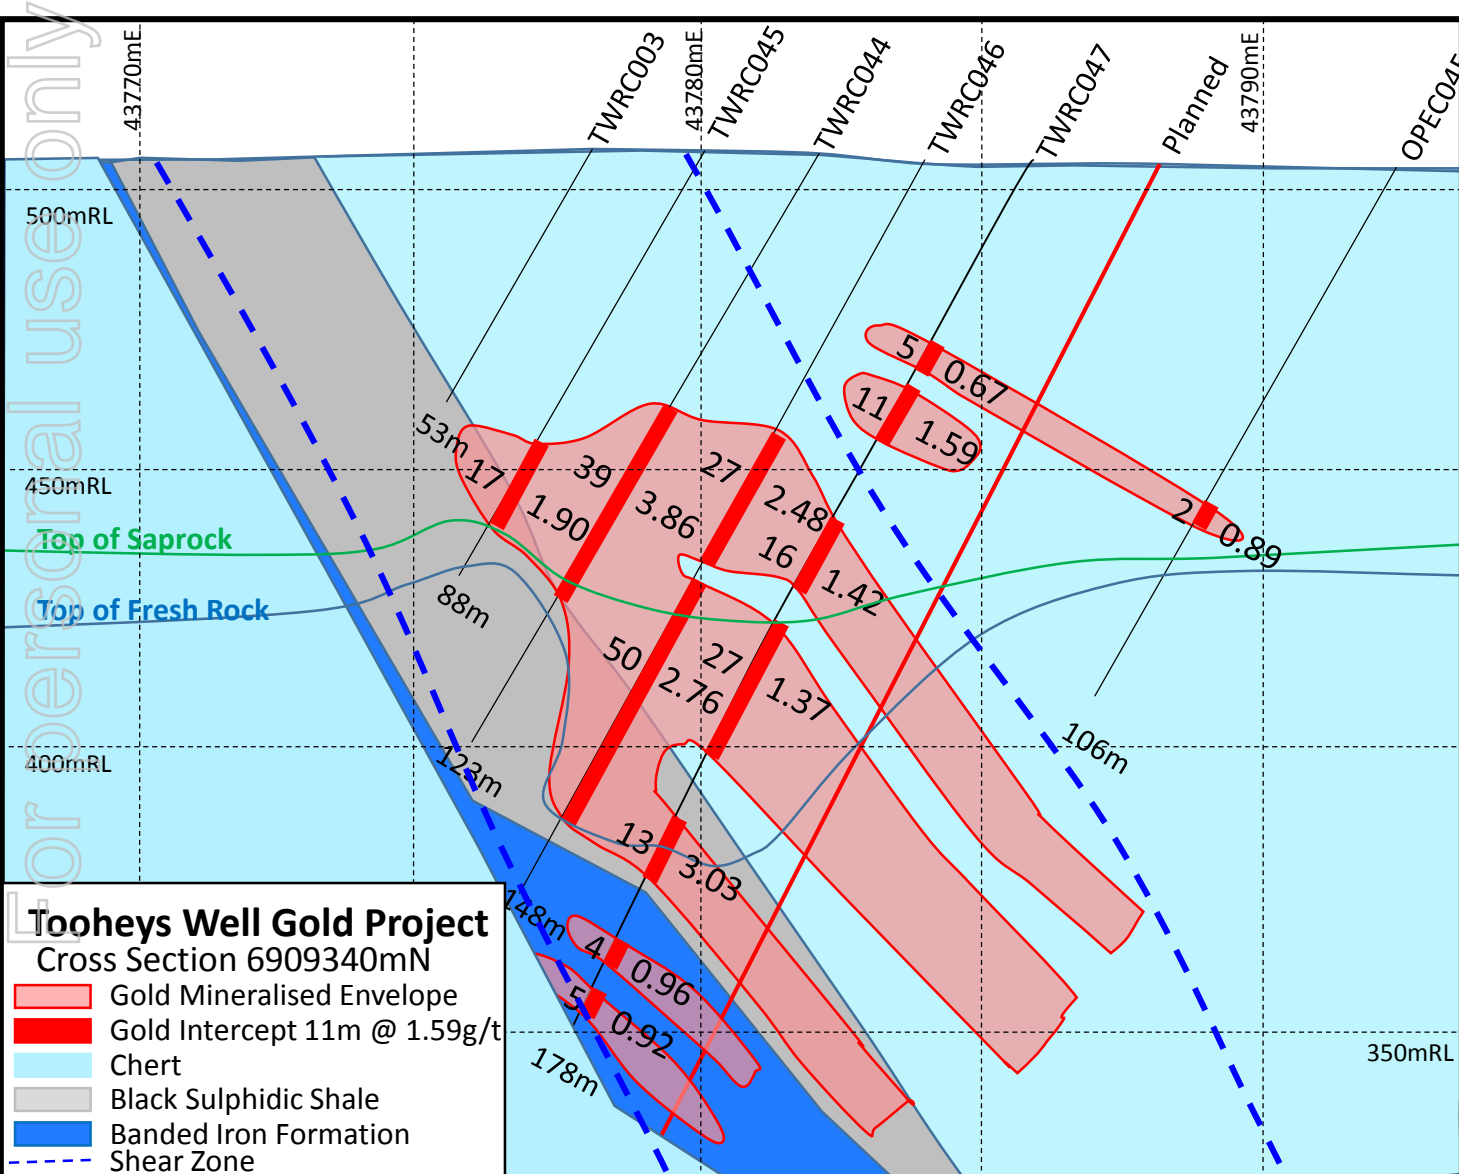 For personal use only
43770mE
TWRC003
43780mE
TWRC045
TWRC044
TWRC046
TWRC047
Planned
43790mE
OPEC045
500mRL
5
0.67
11
1.59
53m
17
1.90
39
3.86
27
2.48
450mRL
2
0.89
Top of Saprock
16
1.42
88m
Top of Fresh Rock
50
2.76
27
1.37
106m
400mRL
123m
13
3.03
148m
4
0.96
5
0.92
178m
350mRL
Tooheys Well Gold Project
Cross Section 6909340mN
Gold Mineralised Envelope
Gold Intercept 11m @ 1.59g/t
Chert
Black Sulphidic Shale
Banded Iron Formation
Shear Zone